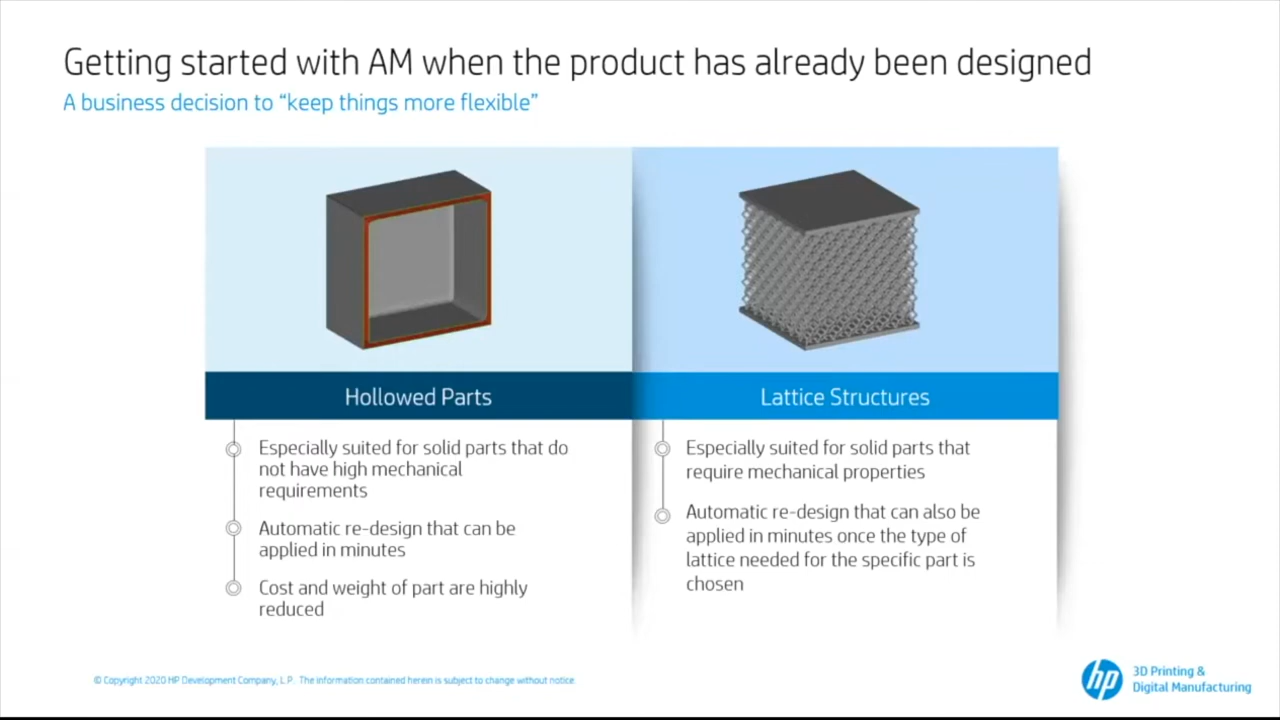 Getting started with AM when the product has already been designed
A business decision to “keep things more flexible”
Hollowed Parts
Especially suited for solid parts that do
not have high mechanical
requirements
Automatic re-design that can be
applied in minutes
Cost and weight of part are highly
reduced
Lattice Structures
Especially suited for solid parts that
require mechanical properties
Automatic re-design that can also be
applied in minutes once the type of
lattice needed for the specific part is
chosen
© Copyright 2020 HP Development Company, L.P. The information contained herein is subject to change without notice.
hp
3D Printing &
Digital Manufacturing